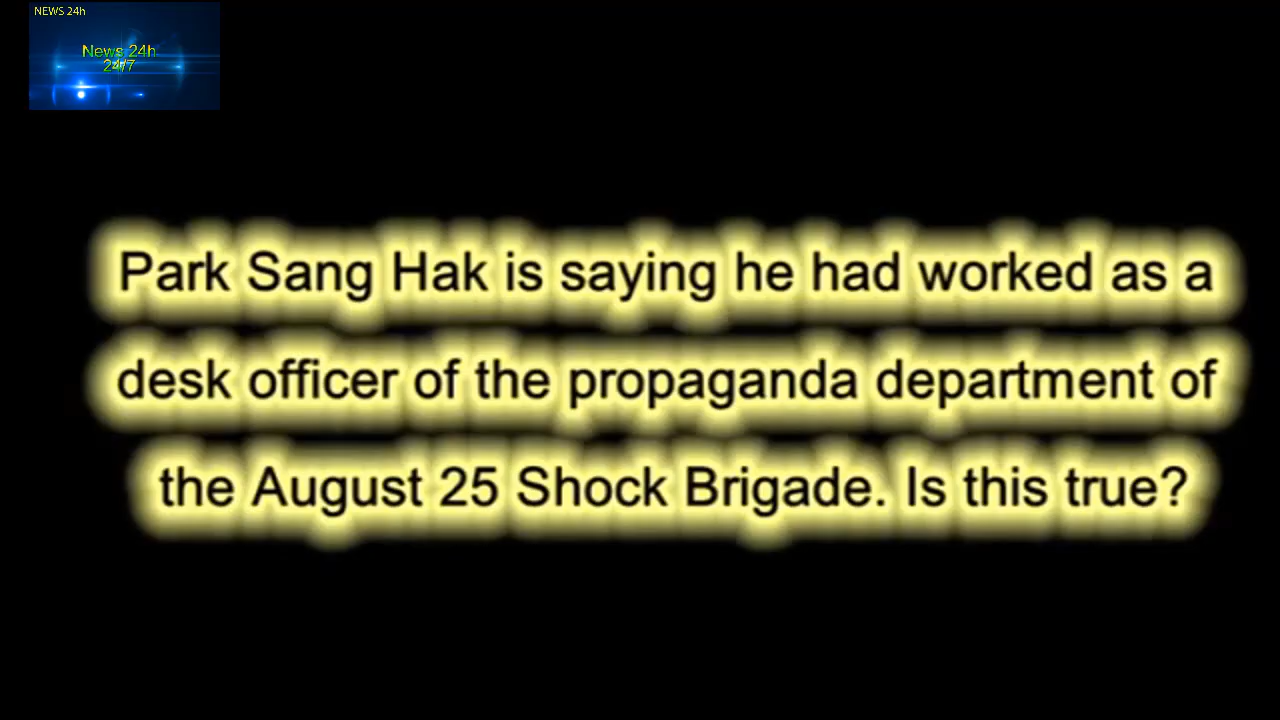 NEWS 24h
News 24h
24/7
Park Sang Hak is saying he had worked as a
desk officer of the propaganda department of
the August 25 Shock Brigade. Is this true?